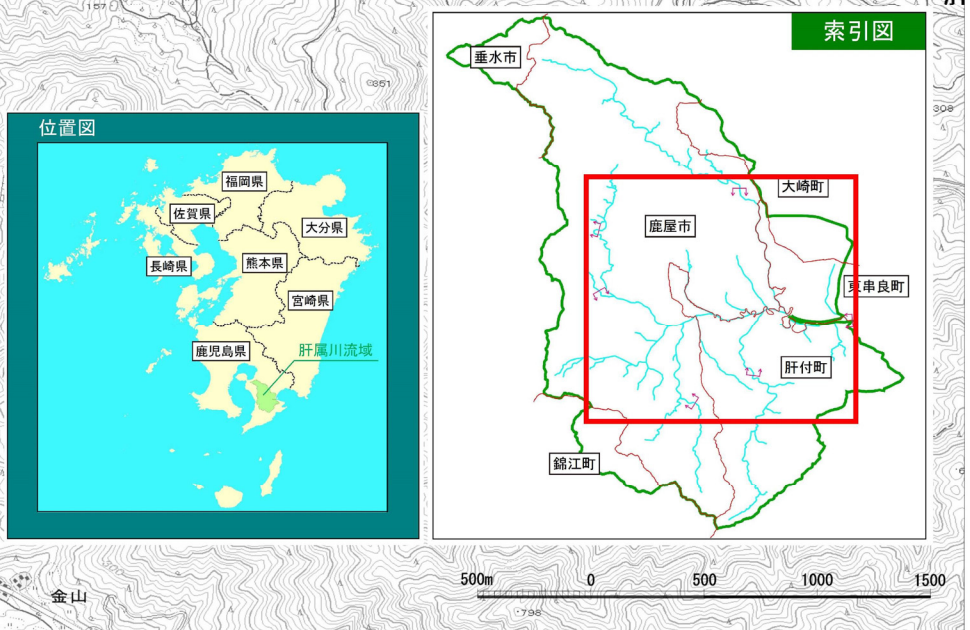 157
351
308
索引図
垂水市
大崎町
鹿屋市
東串良町
肝付町
錦江町
位置図
福岡県
佐賀県
大分県
長崎県
熊本県
宮崎県
鹿児島県
肝属川流域
300
金山
500m 0 500 1000 1500
798